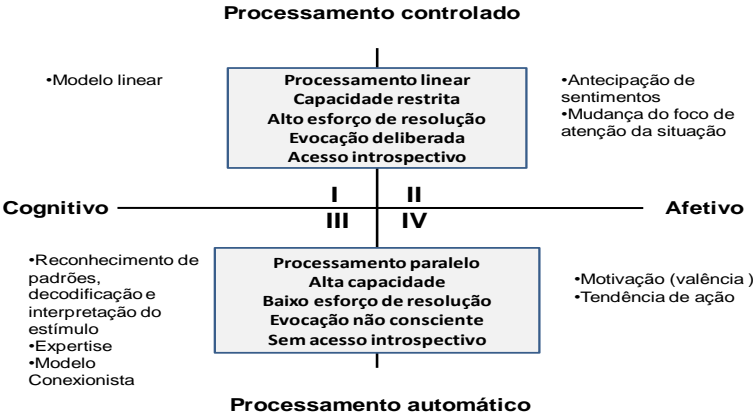 Processamento controlado
•Modelo linear
Processamento linear
Capacidade restrita
Alto esforço de resolução
Evocação deliberada
Acesso introspectivo
•Antecipação de
sentimentos
•Mudança do foco de
atenção da situação
I II
Cognitivo
Afetivo
III IV
•Reconhecimento de
padrões,
decodificação e
interpretação do
estímulo
•Expertise
•Modelo
Conexionista
Processamento paralelo
Alta capacidade
Baixo esforço de resolução
Evocação não consciente
Sem acesso introspectivo
•Motivação (valência )
•Tendência de ação
Processamento automático